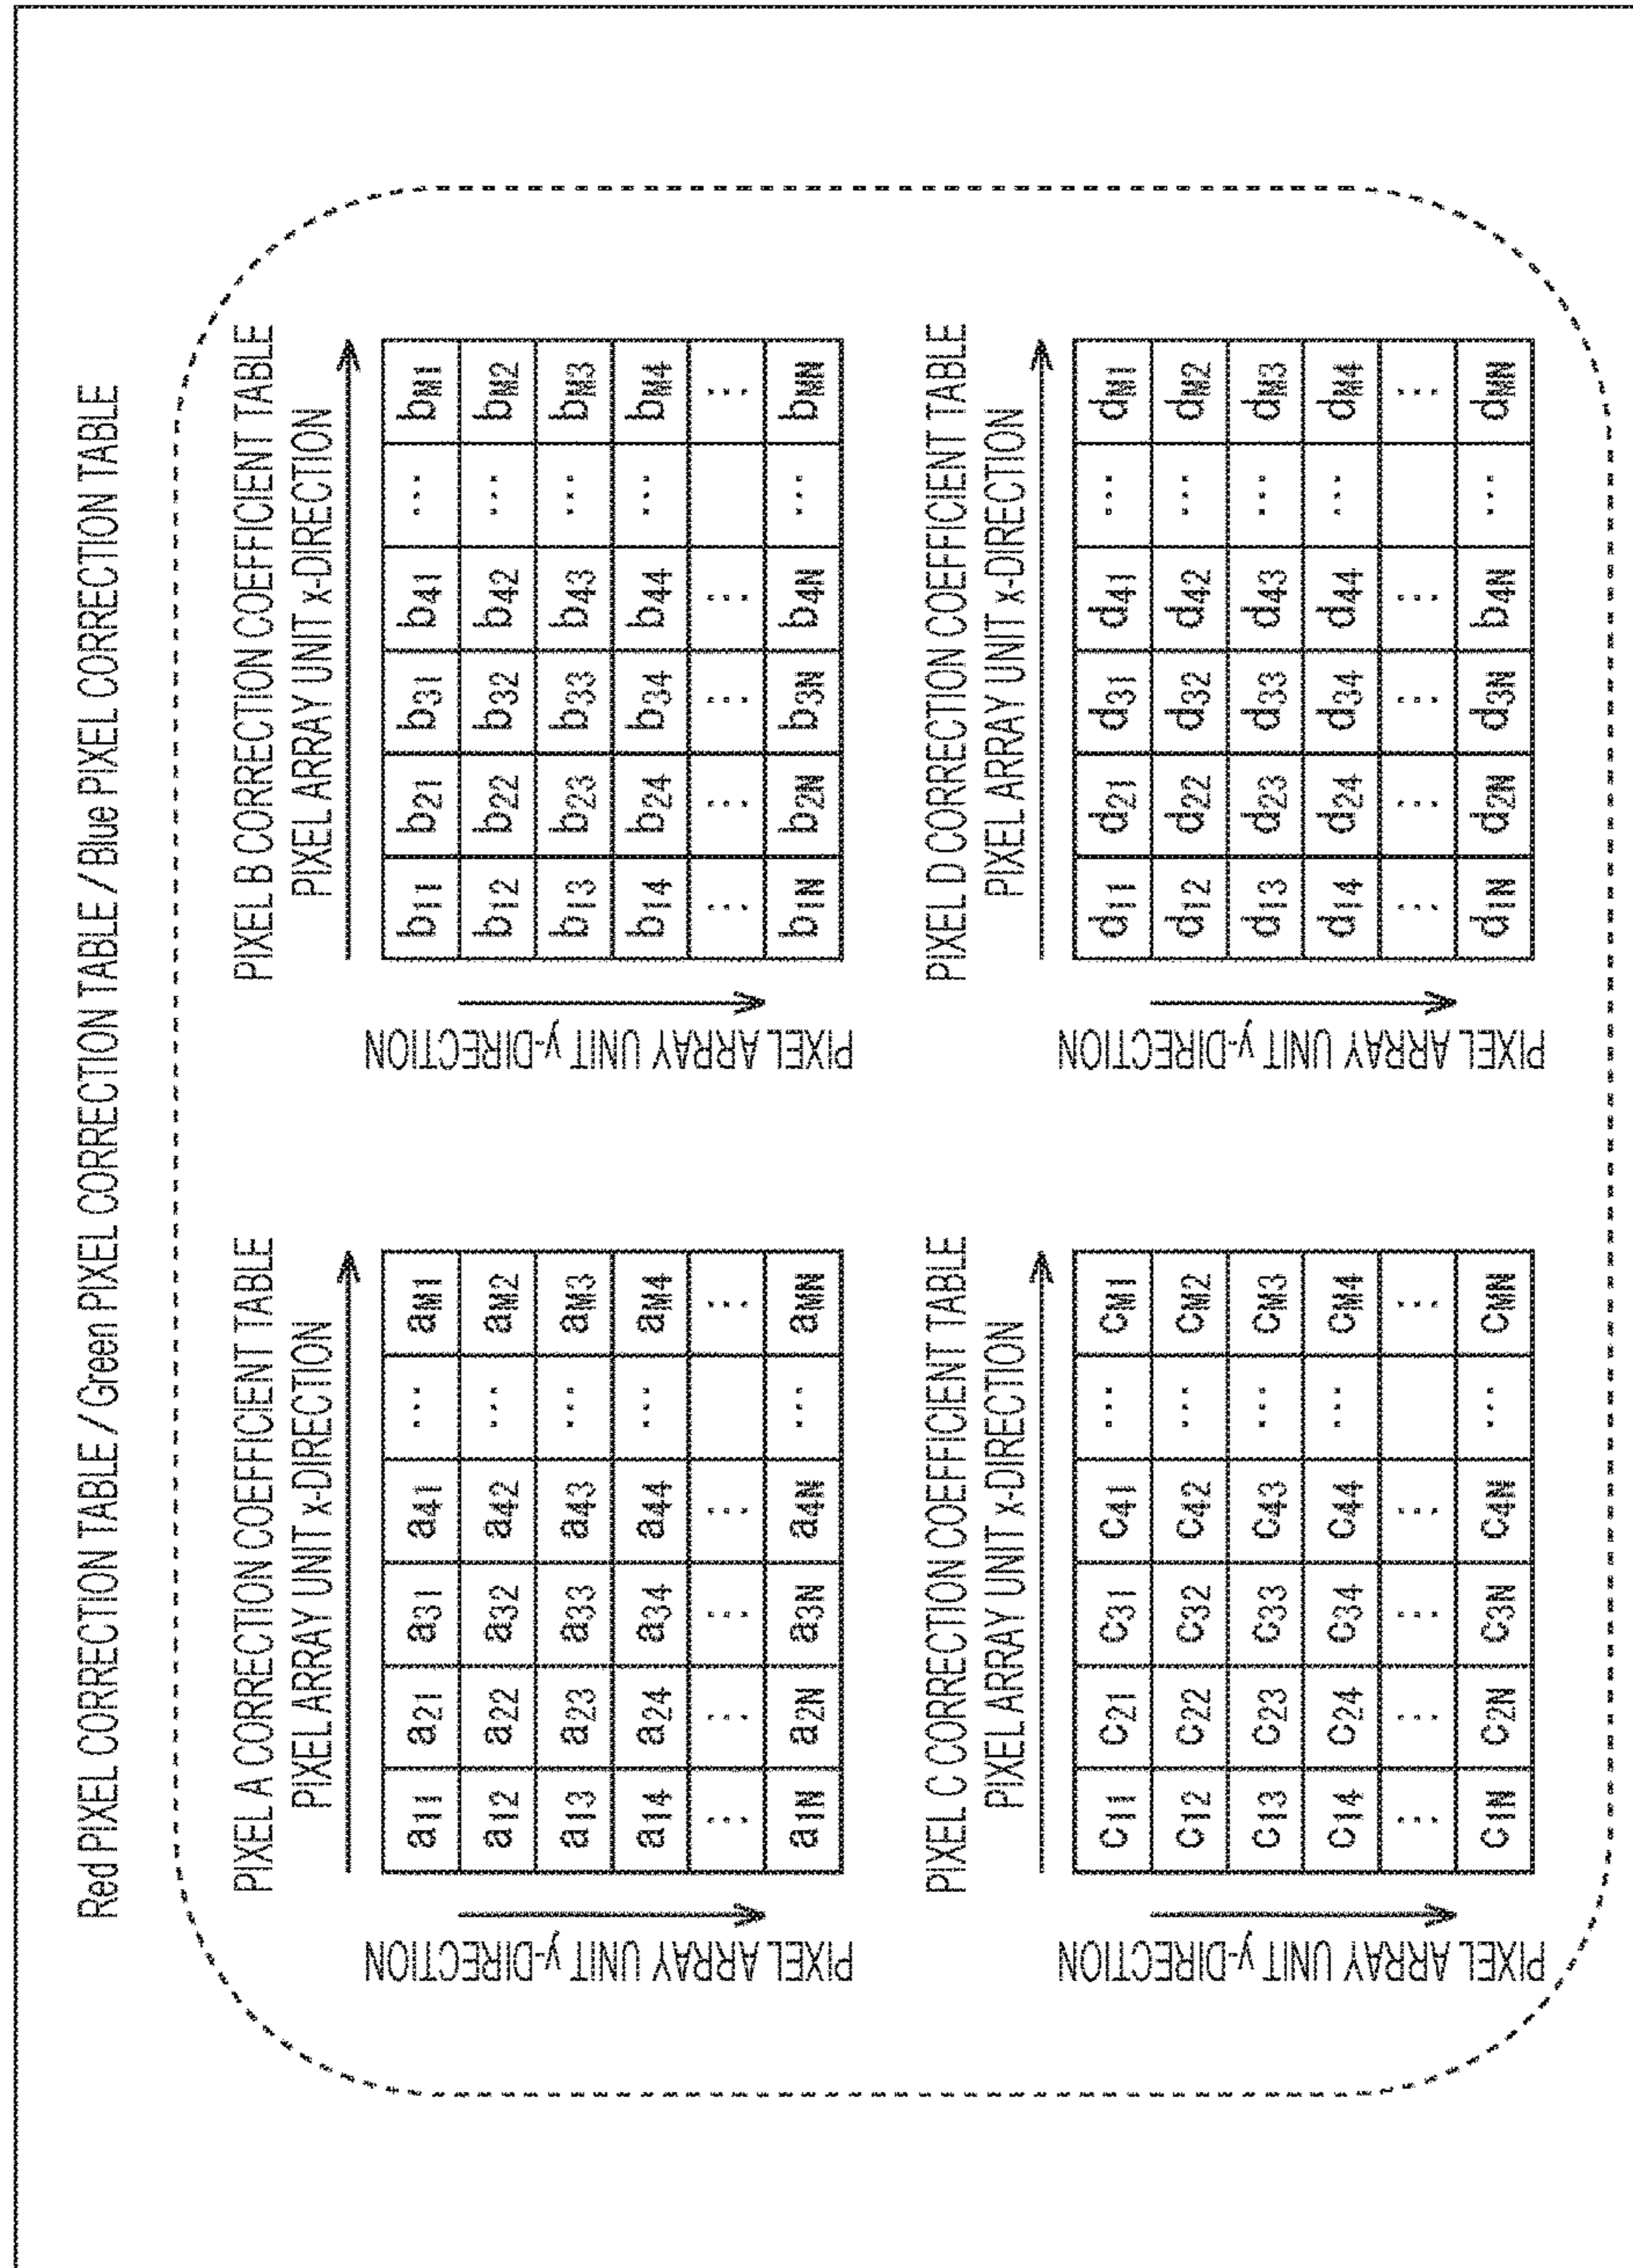 Red PIXEL CORRECTION TABLE / Green PIXEL CORRECTION TABLE / Blue PIXEL CORRECTION TABLE
PIXEL A CORRECTION COEFFICIENT TABLE
PIXEL ARRAY UNIT x-DIRECTION
PIXEL ARRAY UNIT y-DIRECTION
a11 a21 a31 a41 ... aM1
a12 a22 a32 a42 ... aM2
a13 a23 a33 a43 ... aM3
a14 a24 a34 a44 ... aM4
... ... ... ... ...
a1N a2N a3N a4N ... aMN
PIXEL B CORRECTION COEFFICIENT TABLE
PIXEL ARRAY UNIT x-DIRECTION
PIXEL ARRAY UNIT y-DIRECTION
b11 b21 b31 b41 ... bM1
b12 b22 b32 b42 ... bM2
b13 b23 b33 b43 ... bM3
b14 b24 b34 b44 ... bM4
... ... ... ... ...
b1N b2N b3N b4N ... bMN
PIXEL C CORRECTION COEFFICIENT TABLE
PIXEL ARRAY UNIT x-DIRECTION
PIXEL ARRAY UNIT y-DIRECTION
c11 c21 c31 c41 ... cM1
c12 c22 c32 c42 ... cM2
c13 c23 c33 c43 ... cM3
c14 c24 c34 c44 ... cM4
... ... ... ... ...
c1N c2N c3N c4N ... cMN
PIXEL D CORRECTION COEFFICIENT TABLE
PIXEL ARRAY UNIT x-DIRECTION
PIXEL ARRAY UNIT y-DIRECTION
d11 d21 d31 d41 ... dM1
d12 d22 d32 d42 ... dM2
d13 d23 d33 d43 ... dM3
d14 d24 d34 d44 ... dM4
... ... ... ... ...
d1N d2N d3N b4N ... dMN